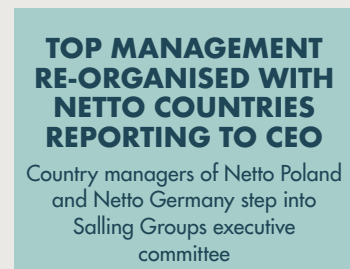 TOP MANAGEMENT
RE-ORGANISED WITH
NETTO COUNTRIES
REPORTING TO CEO
Country managers of Netto Poland
and Netto Germany step into
Salling Groups executive
committee